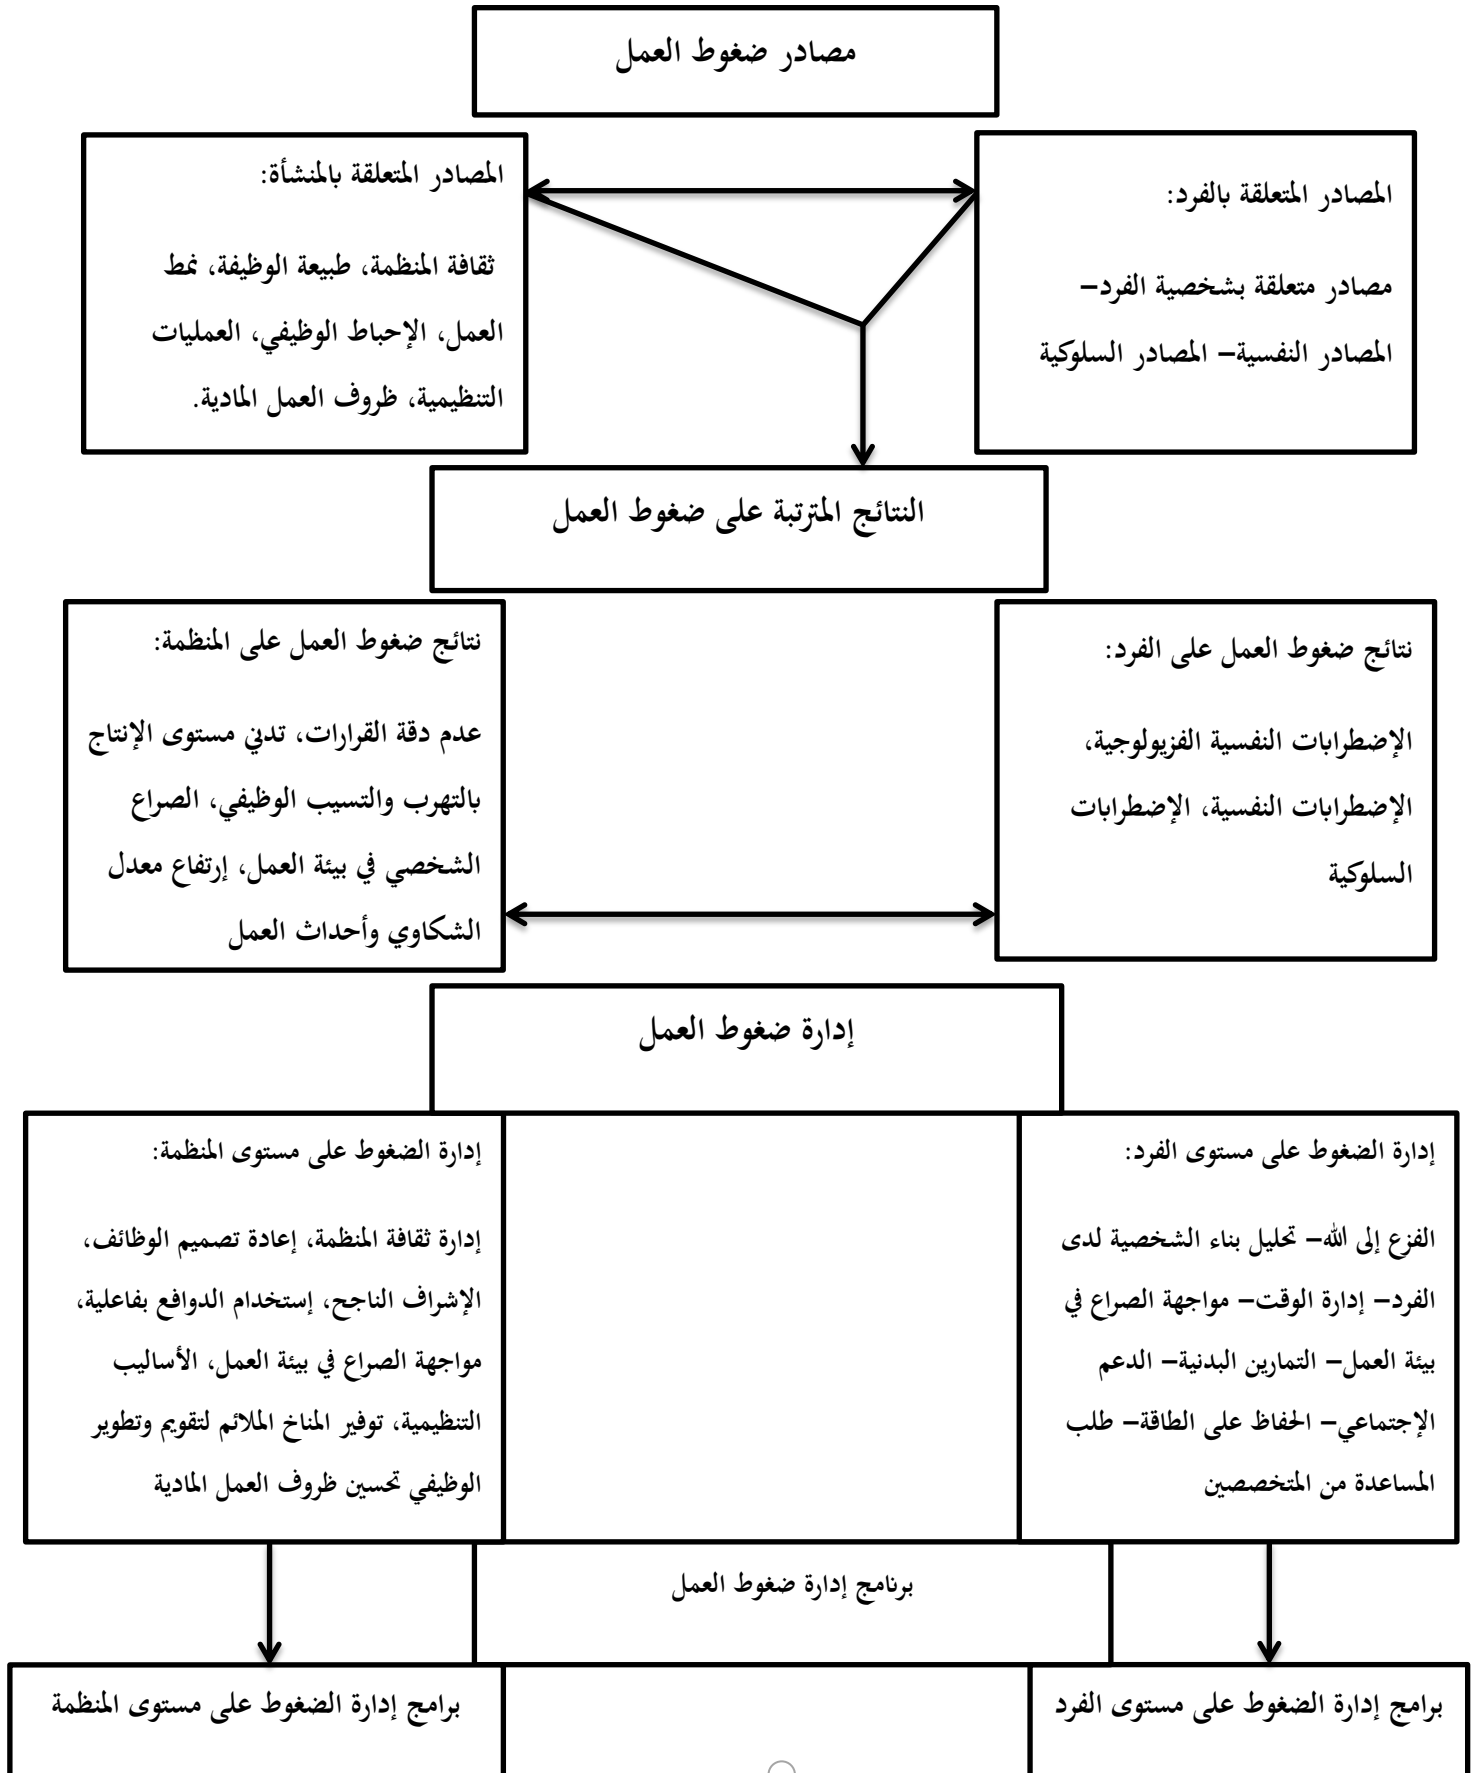 مصادر ضغوط العمل
المصادر المتعلقة بالفرد:
مصادر متعلقة بشخصية الفرد–
المصادر النفسية– المصادر السلوكية
المصادر المتعلقة بالمنشأة:
ثقافة المنظمة، طبيعة الوظيفة، نمط
العمل، الإحباط الوظيفي، العمليات
التنظيمية، ظروف العمل المادية.
النتائج المترتبة على ضغوط العمل
نتائج ضغوط العمل على الفرد:
الإضطرابات النفسية الفزيولوجية،
الإضطرابات النفسية، الإضطرابات
السلوكية
نتائج ضغوط العمل على المنظمة:
عدم دقة القرارات، تدني مستوى الإنتاج
بالتهرب والتسيب الوظيفي، الصراع
الشخصي في بيئة العمل، إرتفاع معدل
الشكاوي وأحداث العمل
إدارة ضغوط العمل
إدارة الضغوط على مستوى الفرد:
الفزع إلى الله– تحليل بناء الشخصية لدى
الفرد– إدارة الوقت– مواجهة الصراع في
بيئة العمل– التمارين البدنية– الدعم
الإجتماعي– الحفاظ على الطاقة– طلب
المساعدة من المتخصصين
إدارة الضغوط على مستوى المنظمة:
إدارة ثقافة المنظمة، إعادة تصميم الوظائف،
الإشراف الناجح، إستخدام الدوافع بفاعلية،
مواجهة الصراع في بيئة العمل، الأساليب
التنظيمية، توفير المناخ الملائم لتقويم وتطوير
الوظيفي تحسين ظروف العمل المادية
برنامج إدارة ضغوط العمل
برامج إدارة الضغوط على مستوى الفرد
برامج إدارة الضغوط على مستوى المنظمة